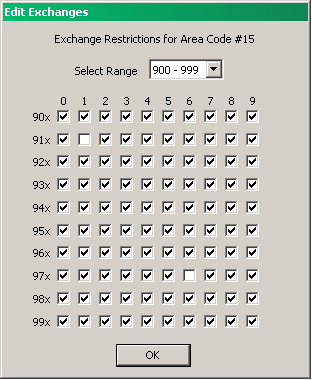 Edit Exchanges
Exchange Restrictions for Area Code #15
Select Range 900 - 999
0 1 2 3 4 5 6 7 8 9
90x
91x
92x
93x
94x
95x
96x
97x
98x
99x
OK